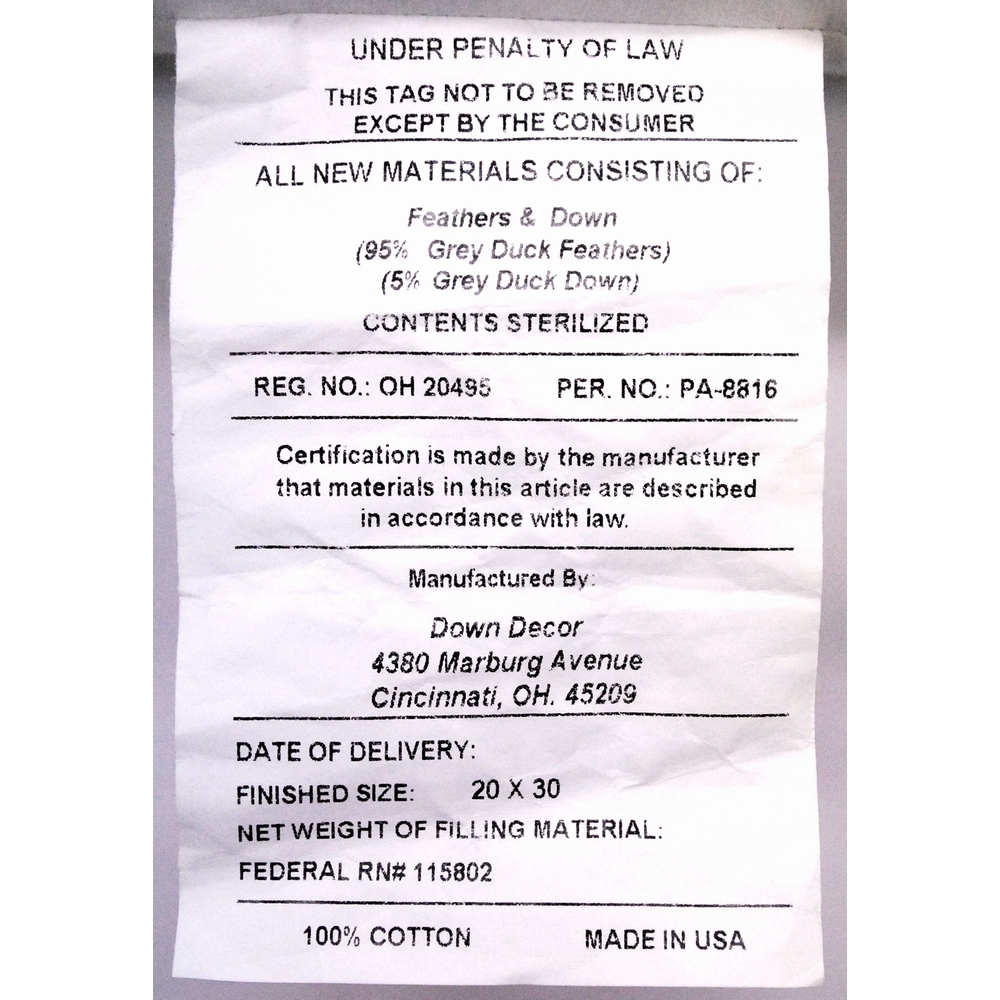 UNDER PENALTY OF LAW
THIS TAG NOT TO BE REMOVED
EXCEPT BY THE CONSUMER
ALL NEW MATERIALS CONSISTING OF:
Feathers & Down
(95% Grey Duck Feathers)
(5% Grey Duck Down)
CONTENTS STERILIZED
REG. NO.: OH 20495 PER. NO.: PA-8816
Certification is made by the manufacturer
that materials in this article are described
in accordance with law.
Manufactured By:
Down Decor
4380 Marburg Avenue
Cincinnati, OH. 45209
DATE OF DELIVERY:
FINISHED SIZE: 20 X 30
NET WEIGHT OF FILLING MATERIAL:
FEDERAL RN# 115802
100% COTTON MADE IN USA